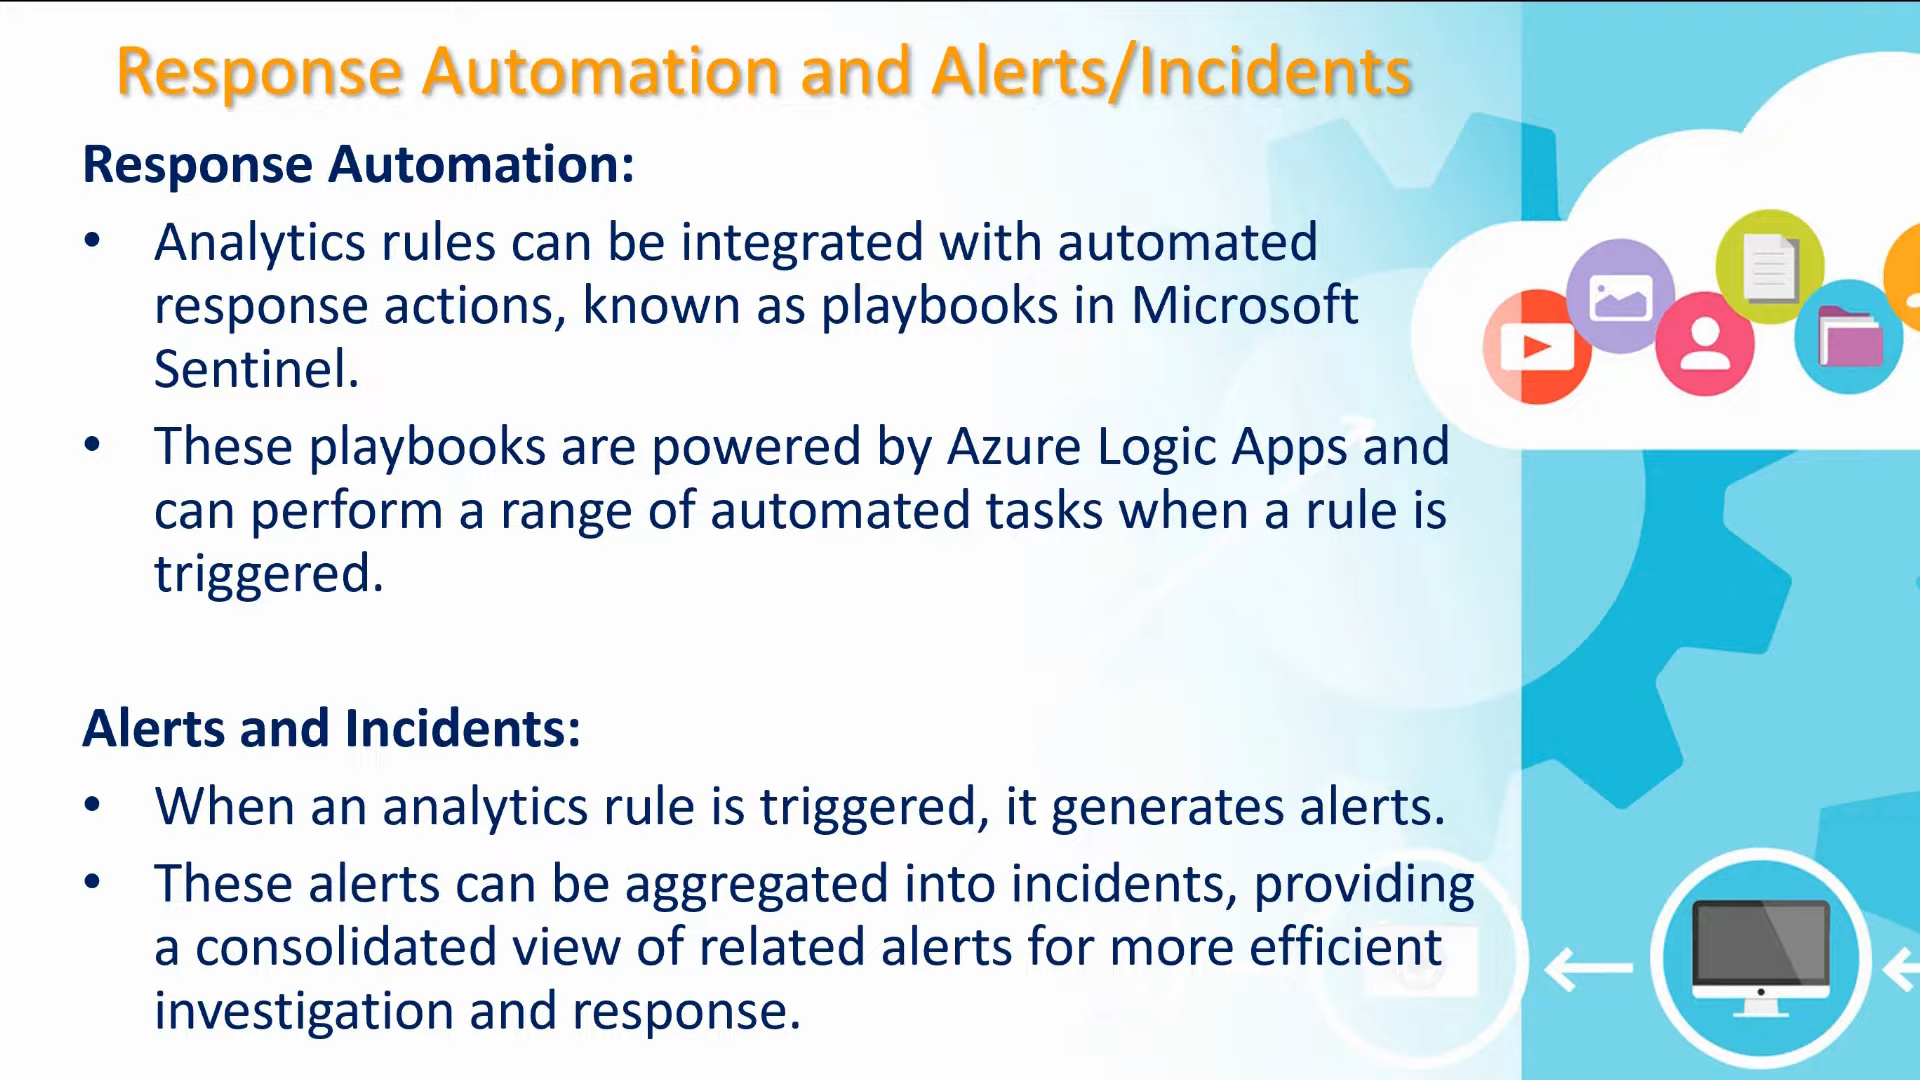 Response Automation and Alerts/Incidents
Response Automation:
• Analytics rules can be integrated with automated
response actions, known as playbooks in Microsoft
Sentinel.
• These playbooks are powered by Azure Logic Apps and
can perform a range of automated tasks when a rule is
triggered.
Alerts and Incidents:
• When an analytics rule is triggered, it generates alerts.
• These alerts can be aggregated into incidents, providing
a consolidated view of related alerts for more efficient
investigation and response.